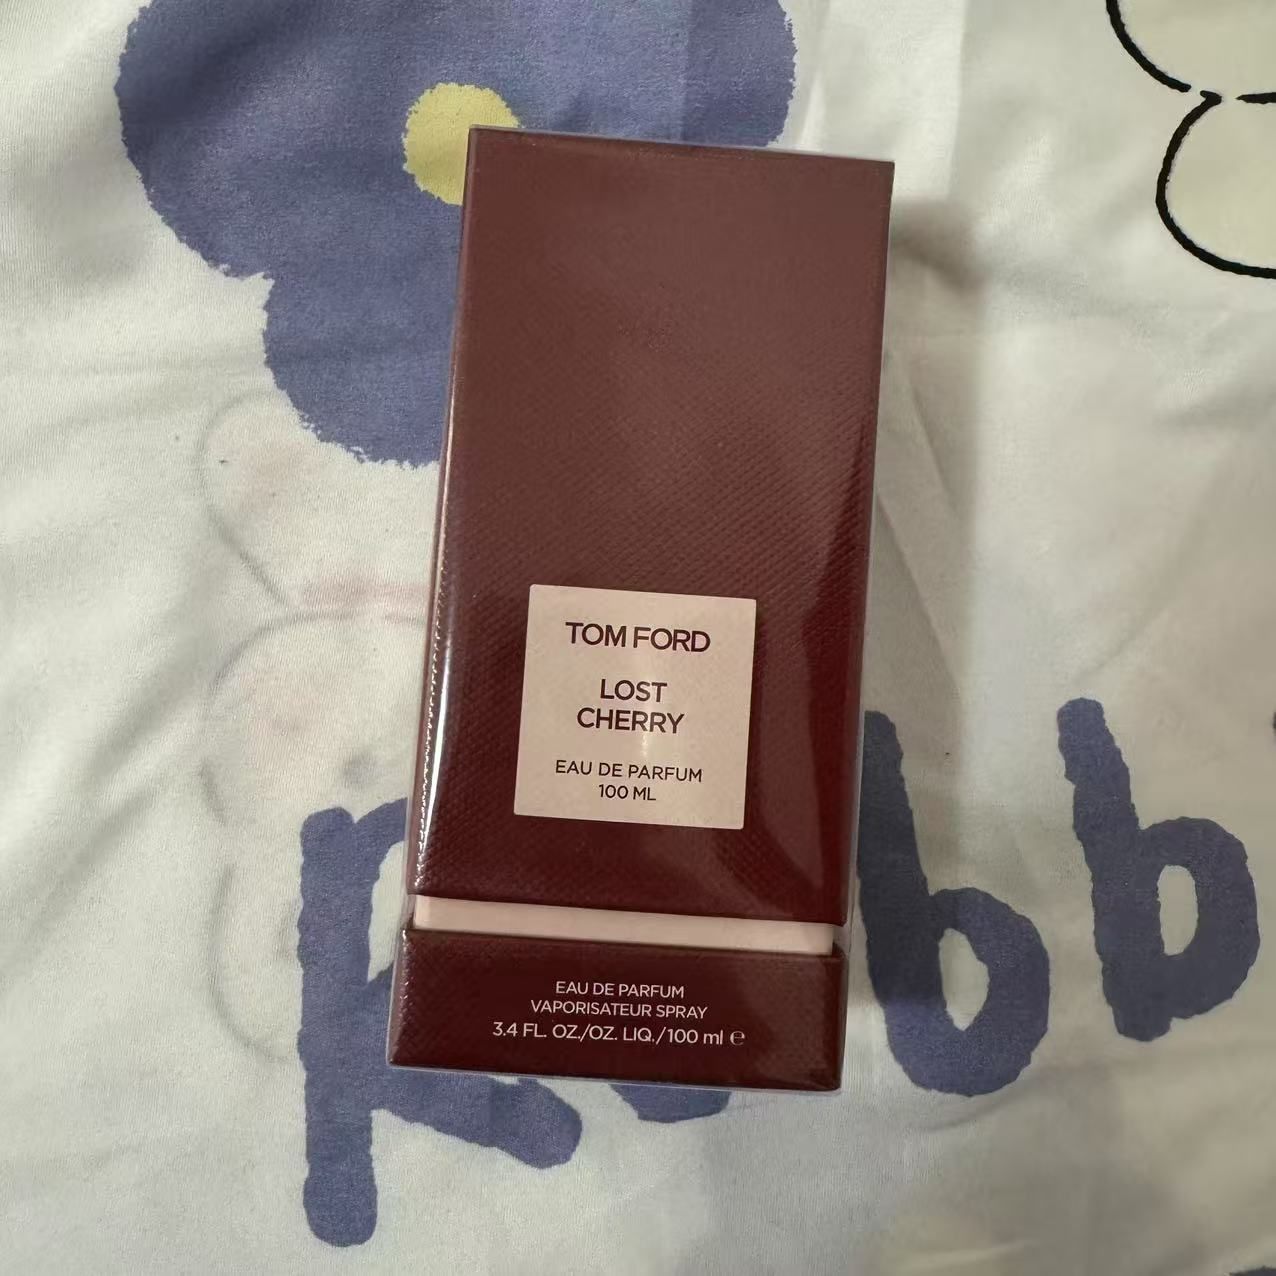 TOM FORD
LOST
CHERRY
EAU DE PARFUM
100 ML
EAU DE PARFUM
VAPORISATEUR SPRAY
3.4 FL. OZ./OZ. LIQ./100 ml ℮